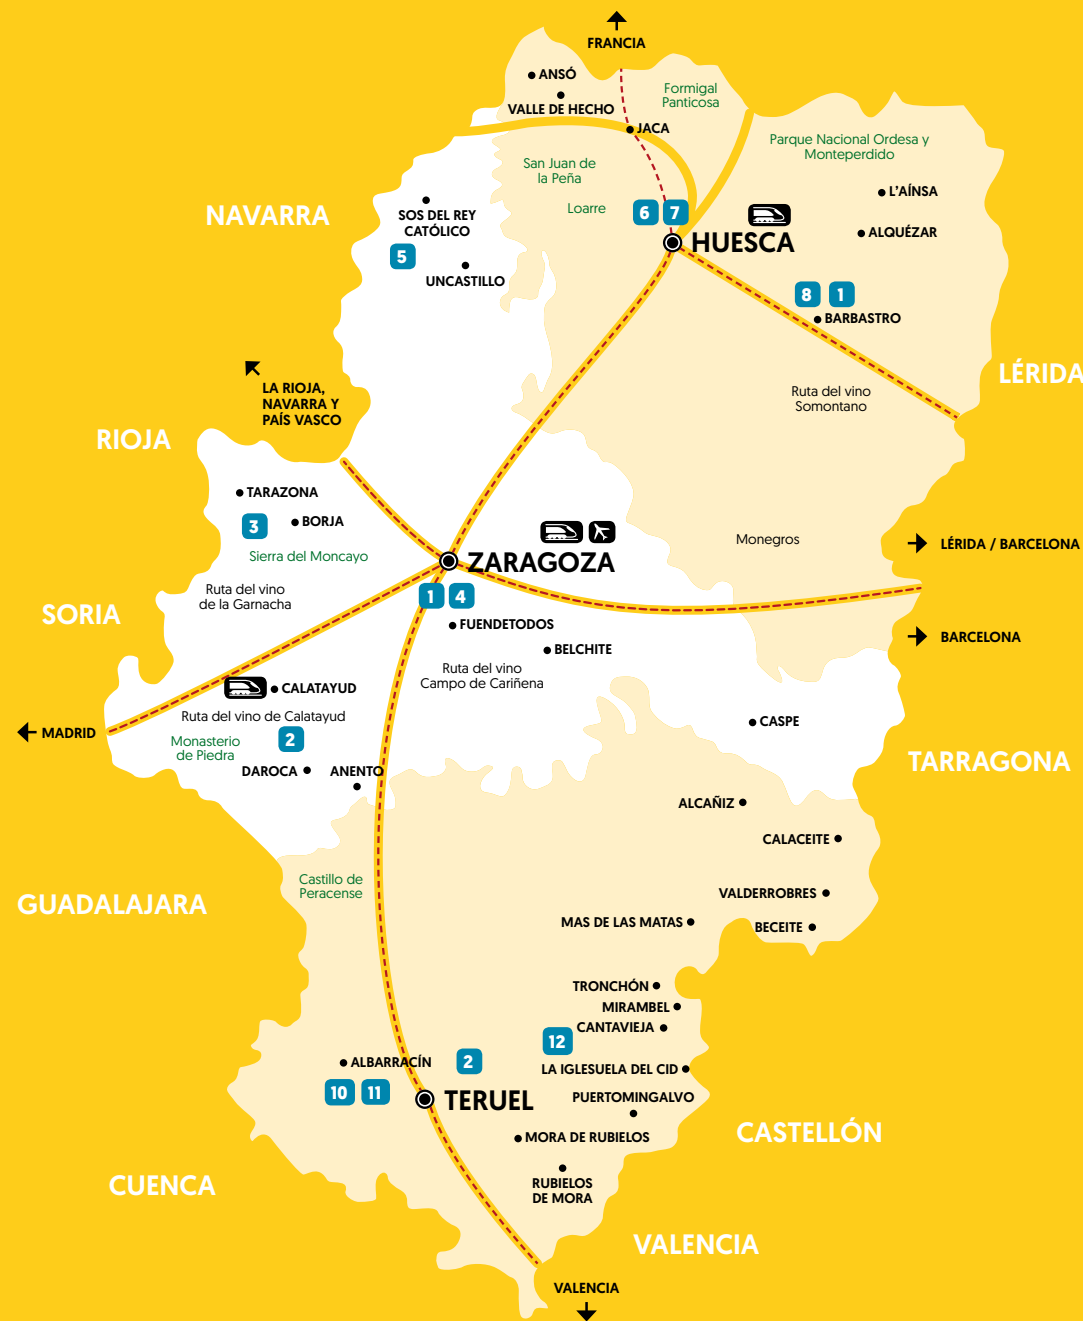 FRANCIA
ANSÓ
VALLE DE HECHO
Formigal
Panticosa
JACA
Parque Nacional Ordesa y
Monteperdido
San Juan de
la Peña
L'AÍNSA
Loarre
6 7
NAVARRA
SOS DEL REY
CATÓLICO
5
UNCASTILLO
HUESCA
ALQUÉZAR
8 1
BARBASTRO
LÉRIDA
LA RIOJA,
NAVARRA Y
PAÍS VASCO
Ruta del vino
Somontano
RIOJA
TARAZONA
3
BORJA
Sierra del Moncayo
Monegros
LÉRIDA / BARCELONA
ZARAGOZA
1 4
Ruta del vino
de la Garnacha
SORIA
FUENDETODOS
BELCHITE
BARCELONA
Ruta del vino
Campo de Cariñena
CALATAYUD
Ruta del vino de Calatayud
MADRID
Monasterio
de Piedra
2
CASPE
TARRAGONA
DAROCA
ANENTO
ALCAÑIZ
CALACEITE
Castillo de
Peracense
GUADALAJARA
VALDERROBRES
MAS DE LAS MATAS
BECEITE
TRONCHÓN
MIRAMBEL
CANTAVIEJA
12
ALBARRACÍN
2
LA IGLESUELA DEL CID
10 11
TERUEL
PUERTOMINGALVO
MORA DE RUBIELOS
CASTELLÓN
CUENCA
RUBIELOS
DE MORA
VALENCIA
VALENCIA